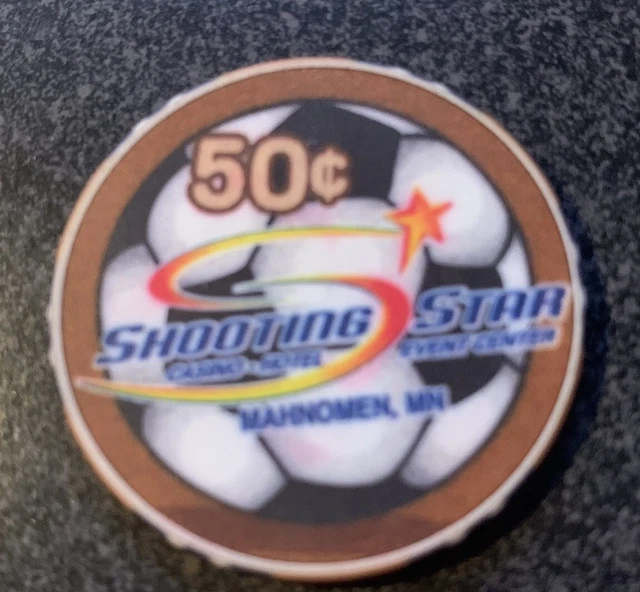 50¢
SHOOTING STAR
CASINO · HOTEL EVENT CENTER
MAHNOMEN, MN